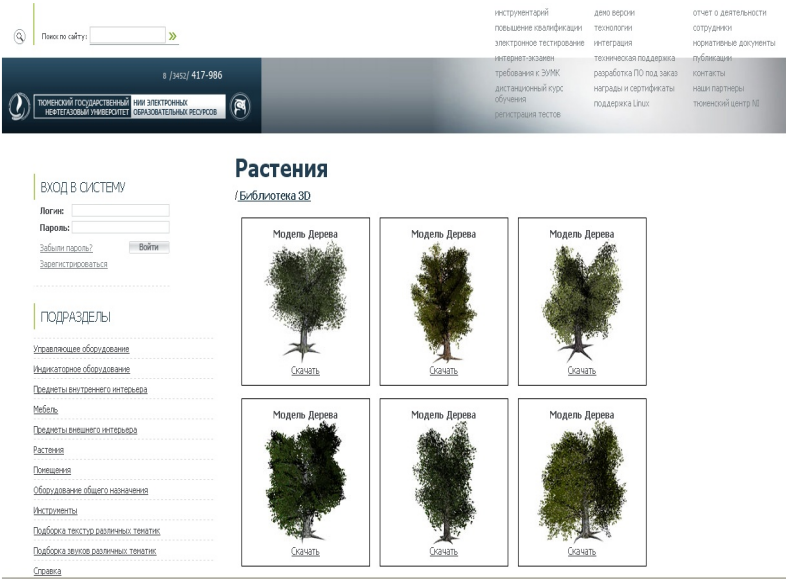 Поиск по сайту:
инструментарий
повышение квалификации
электронное тестирование
интернет-экзамен
требования к ЭУМК
дистанционный курс
обучения
регистрация тестов
демо версии
технологии
интеграция
техническая поддержка
разработка ПО под заказ
награды и сертификаты
поддержка Linux
отчет о деятельности
сотрудники
нормативные документы
публикации
контакты
наши партнеры
тюменский центр NI
8 /3452/ 417-986
ТЮМЕНСКИЙ ГОСУДАРСТВЕННЫЙ
НЕФТЕГАЗОВЫЙ УНИВЕРСИТЕТ
НИИ ЭЛЕКТРОННЫХ
ОБРАЗОВАТЕЛЬНЫХ РЕСУРСОВ
ВХОД В СИСТЕМУ
Логин:
Пароль:
Забыли пароль?
Войти
Зарегистрироваться
ПОДРАЗДЕЛЫ
Управляющее оборудование
Индикаторное оборудование
Предметы внутреннего интерьера
Мебель
Предметы внешнего интерьера
Растения
Помещения
Оборудование общего назначения
Инструменты
Подборка текстур различных тематик
Подборка звуков различных тематик
Справка
Растения
/ Библиотека 3D
Модель Дерева
Скачать
Модель Дерева
Скачать
Модель Дерева
Скачать
Модель Дерева
Скачать
Модель Дерева
Скачать
Модель Дерева
Скачать